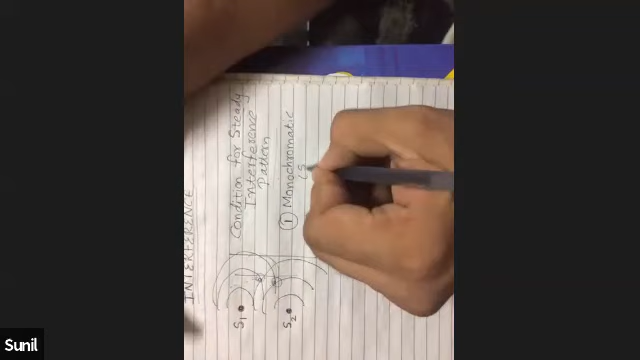 INTERFERENCE
Condition for Steady
Interference
Pattern
① Monochromatic
(S
S1
S2
Sunil